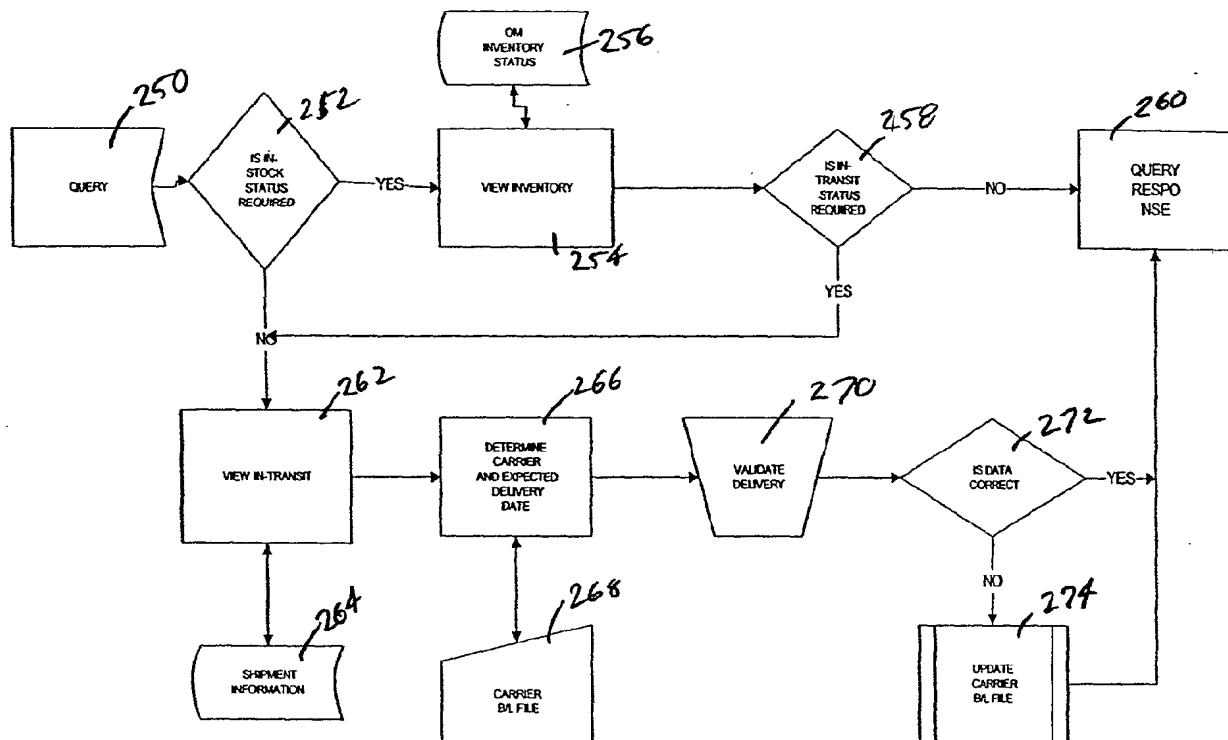 OM
INVENTORY
STATUS
256
250
252
258
260
QUERY
IS IN-
STOCK
STATUS
REQUIRED
YES
VIEW INVENTORY
254
IS IN-
TRANSIT
STATUS
REQUIRED
NO
QUERY
RESPO
NSE
YES
NO
262
266
270
272
VIEW IN-TRANSIT
DETERMINE
CARRIER
AND EXPECTED
DELIVERY
DATE
VALIDATE
DELIVERY
IS DATA
CORRECT
YES
NO
264
268
274
SHIPMENT
INFORMATION
CARRIER
B/L FILE
UPDATE
CARRIER
B/L FILE